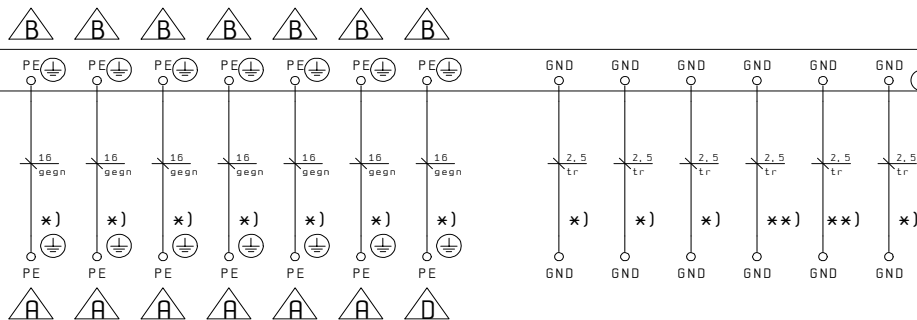 B B B B B B B
PE PE PE PE PE PE PE GND GND GND GND GND GND
16 16 16 16 16 16 16 2,5 2,5 2,5 2,5 2,5 2,5
gegn gegn gegn gegn gegn gegn gegn tr tr tr tr tr tr
*) *) *) *) *) *) *) *) *) *) **) **) *)
PE PE PE PE PE PE PE GND GND GND GND GND GND
A A A A A A D